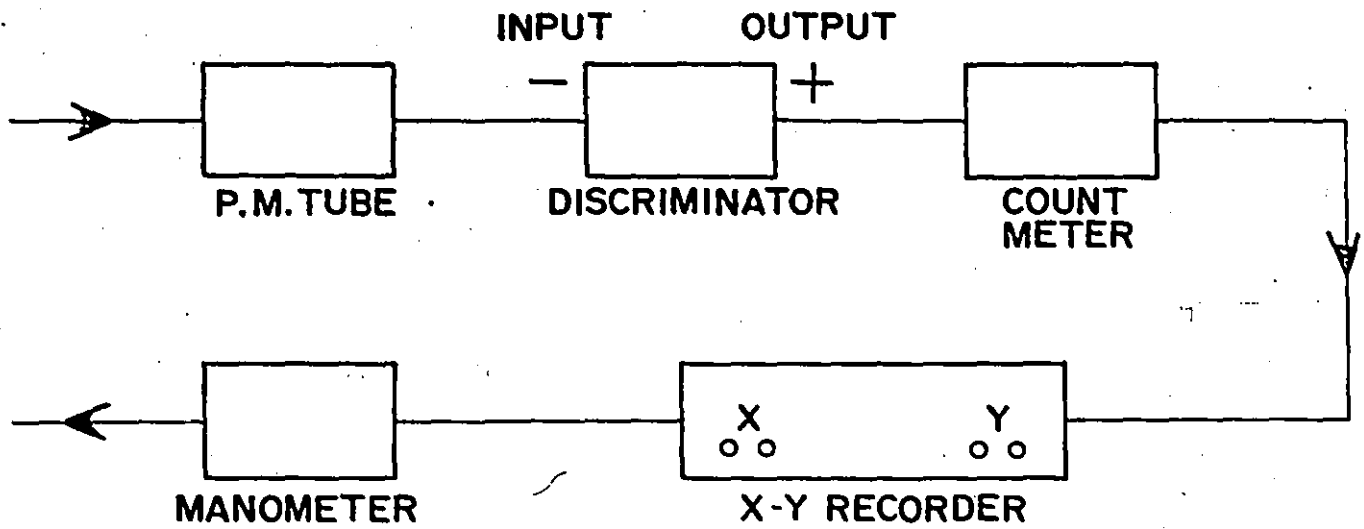 INPUT OUTPUT
− +
P.M. TUBE
DISCRIMINATOR
COUNT
METER
X Y
MANOMETER
X-Y RECORDER